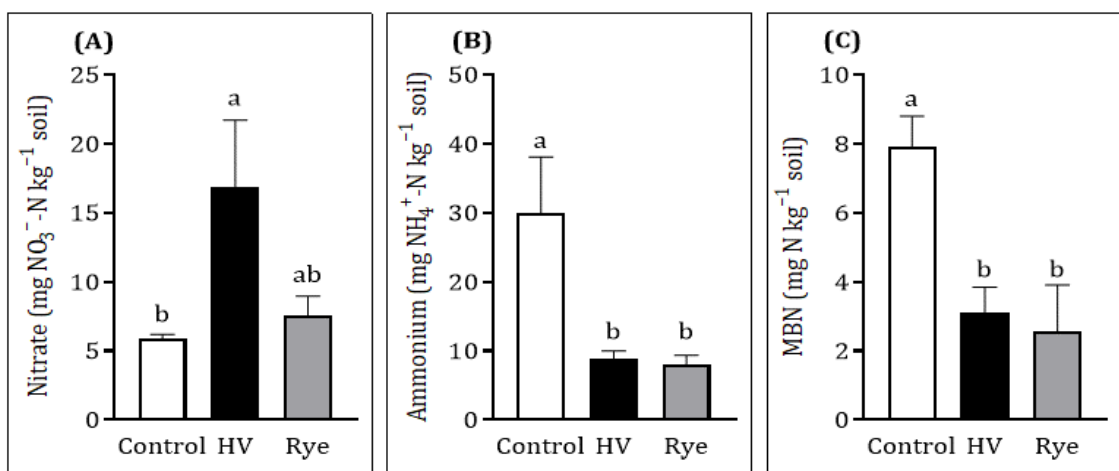 (A)
Nitrate (mg NO₃⁻-N kg⁻¹ soil)
25
20
15
10
5
0
b
a
ab
Control HV Rye
(B)
Ammonium (mg NH₄⁺-N kg⁻¹ soil)
50
40
30
20
10
0
a
b
b
Control HV Rye
(C)
MBN (mg N kg⁻¹ soil)
10
8
6
4
2
0
a
b
b
Control HV Rye